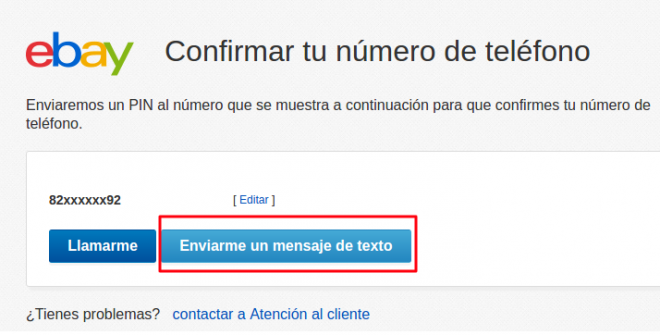 ebay Confirmar tu número de teléfono
Enviaremos un PIN al número que se muestra a continuación para que confirmes tu número de
teléfono.
82xxxxxx92 [ Editar ]
Llamarme Enviarme un mensaje de texto
¿Tienes problemas? contactar a Atención al cliente